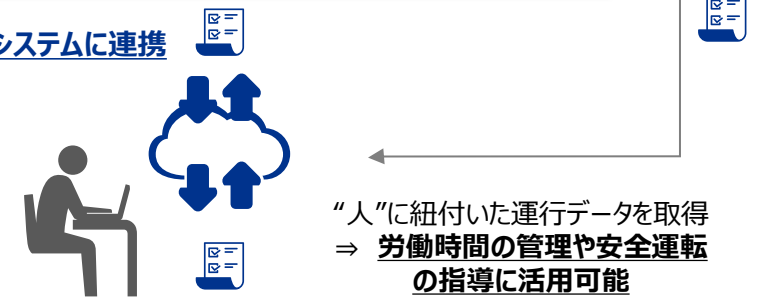 システムに連携
“人”に紐付いた運行データを取得
⇒ 労働時間の管理や安全運転
の指導に活用可能